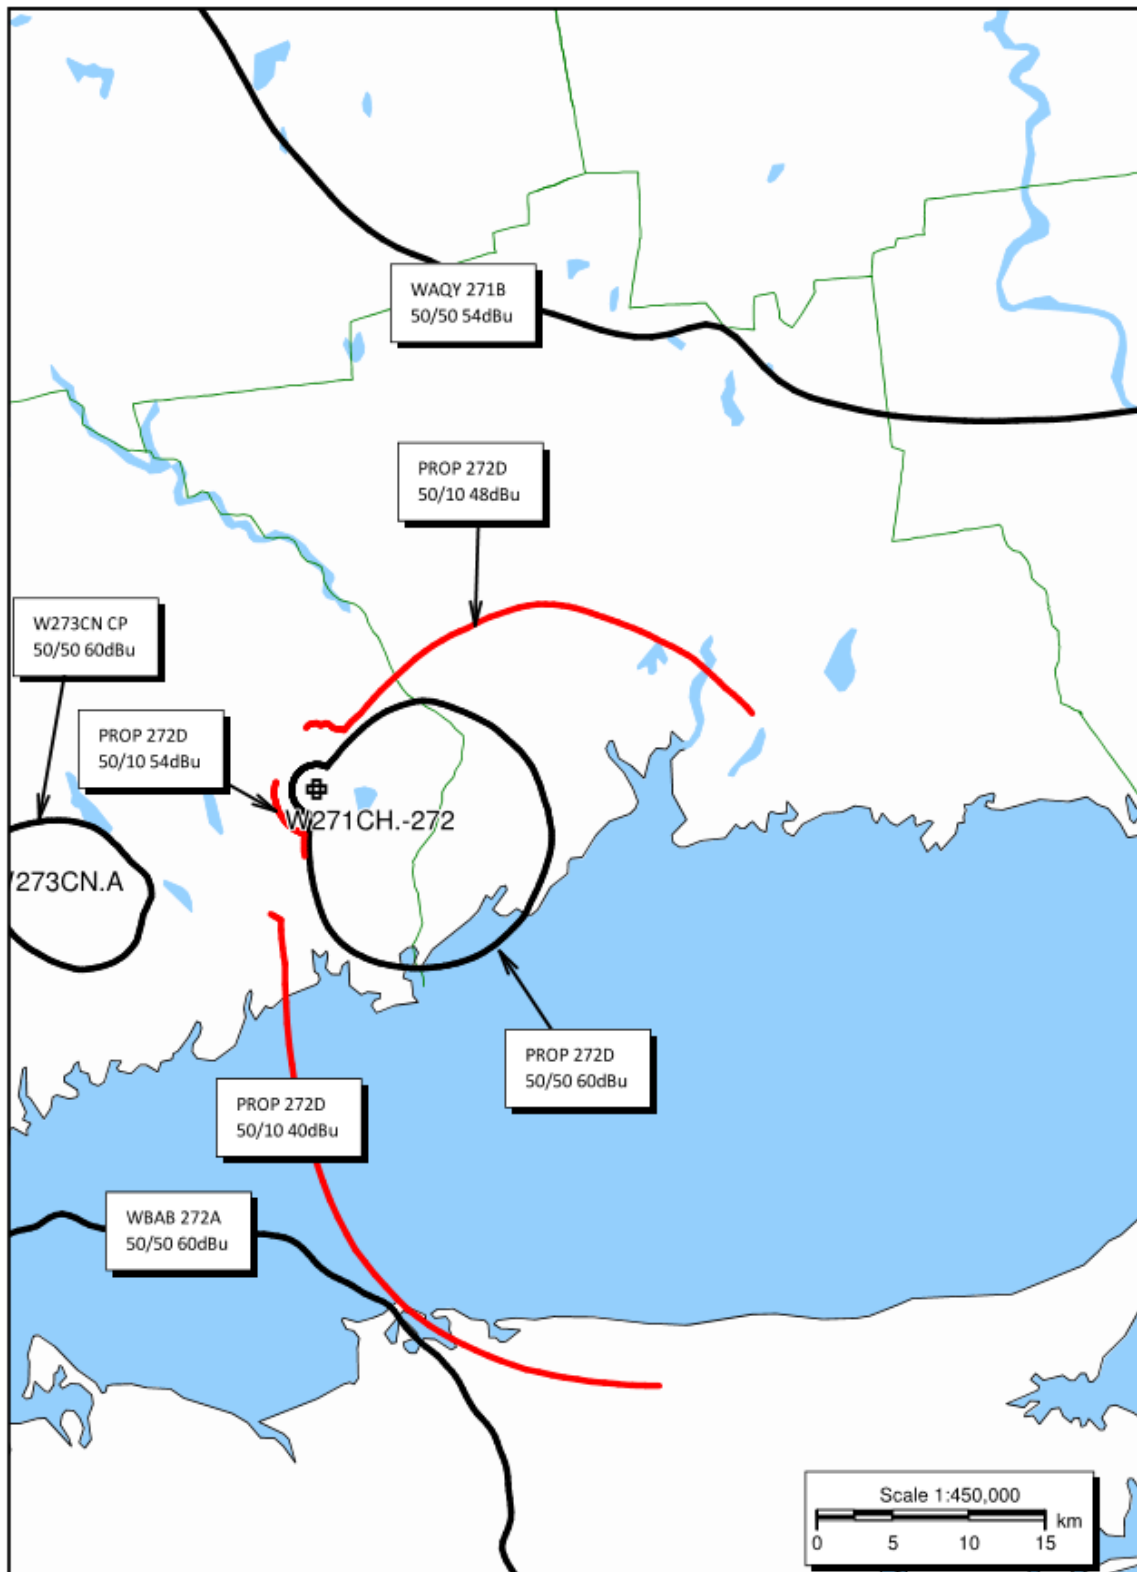 WAQY 271B
50/50 54dBu
PROP 272D
50/10 48dBu
W273CN CP
50/50 60dBu
PROP 272D
50/10 54dBu
W271CH.-272
273CN.A
PROP 272D
50/50 60dBu
PROP 272D
50/10 40dBu
WBAB 272A
50/50 60dBu
Scale 1:450,000
km
0 5 10 15